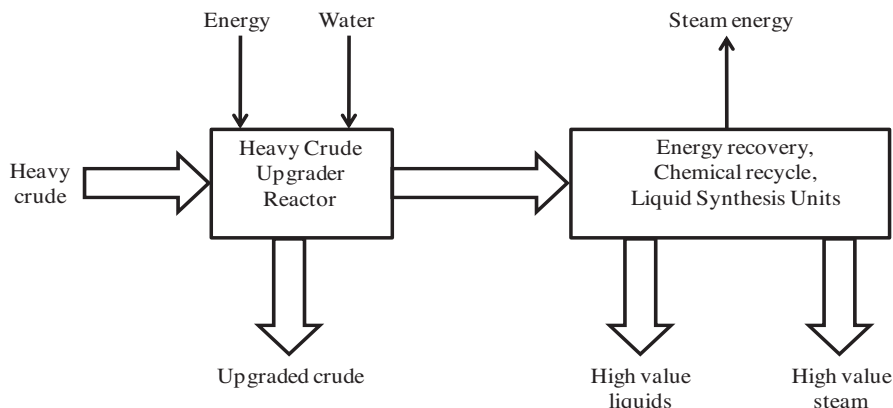 Energy
Water
Steam energy
Heavy
crude
Heavy Crude
Upgrader
Reactor
Energy recovery,
Chemical recycle,
Liquid Synthesis Units
Upgraded crude
High value
liquids
High value
steam